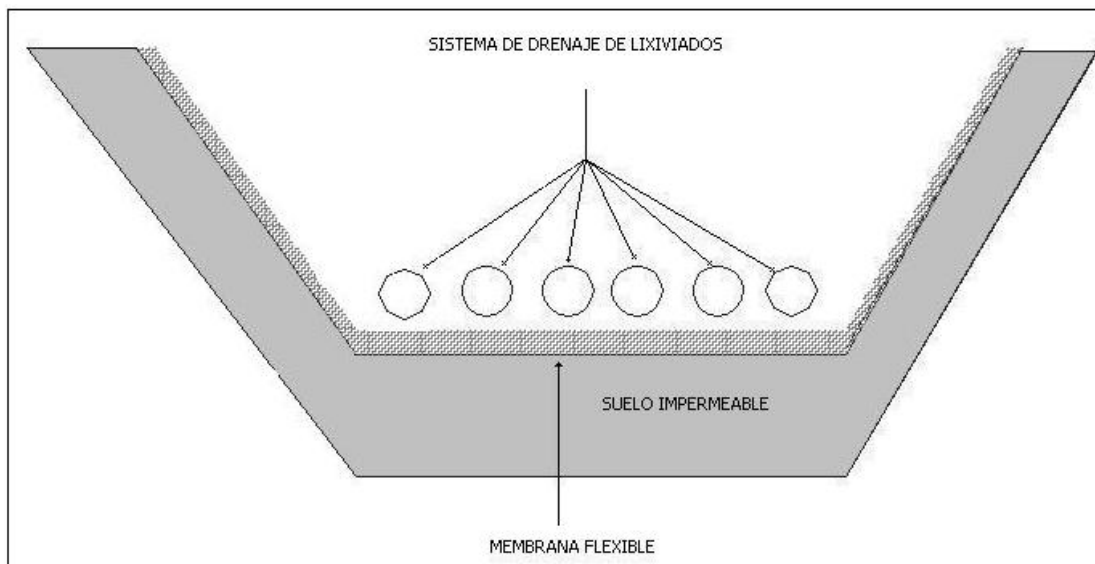 SISTEMA DE DRENAJE DE LIXIVIADOS
SUELO IMPERMEABLE
MEMBRANA FLEXIBLE